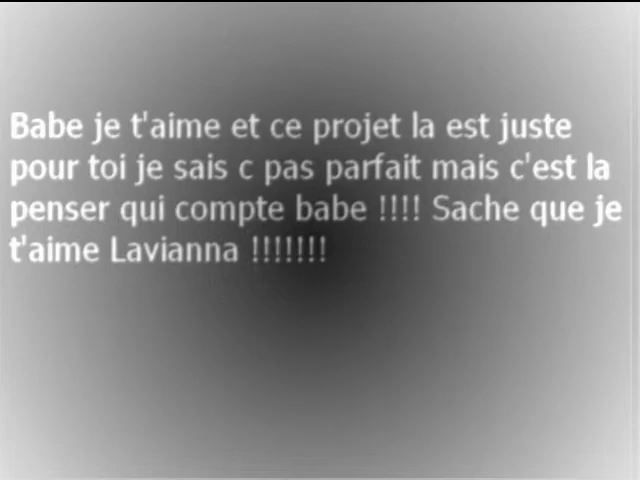 Babe je t'aime et ce projet la est juste
pour toi je sais c pas parfait mais c'est la
penser qui compte babe !!!! Sache que je
t'aime Lavianna !!!!!!!